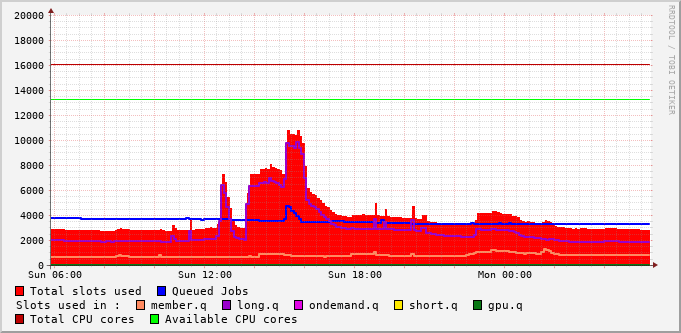 RRDTOOL / TOBI OETIKER
20000
18000
16000
14000
12000
10000
8000
6000
4000
2000
0
Sun 06:00 Sun 12:00 Sun 18:00 Mon 00:00
Total slots used Queued Jobs
Slots used in : member.q long.q ondemand.q short.q gpu.q
Total CPU cores Available CPU cores